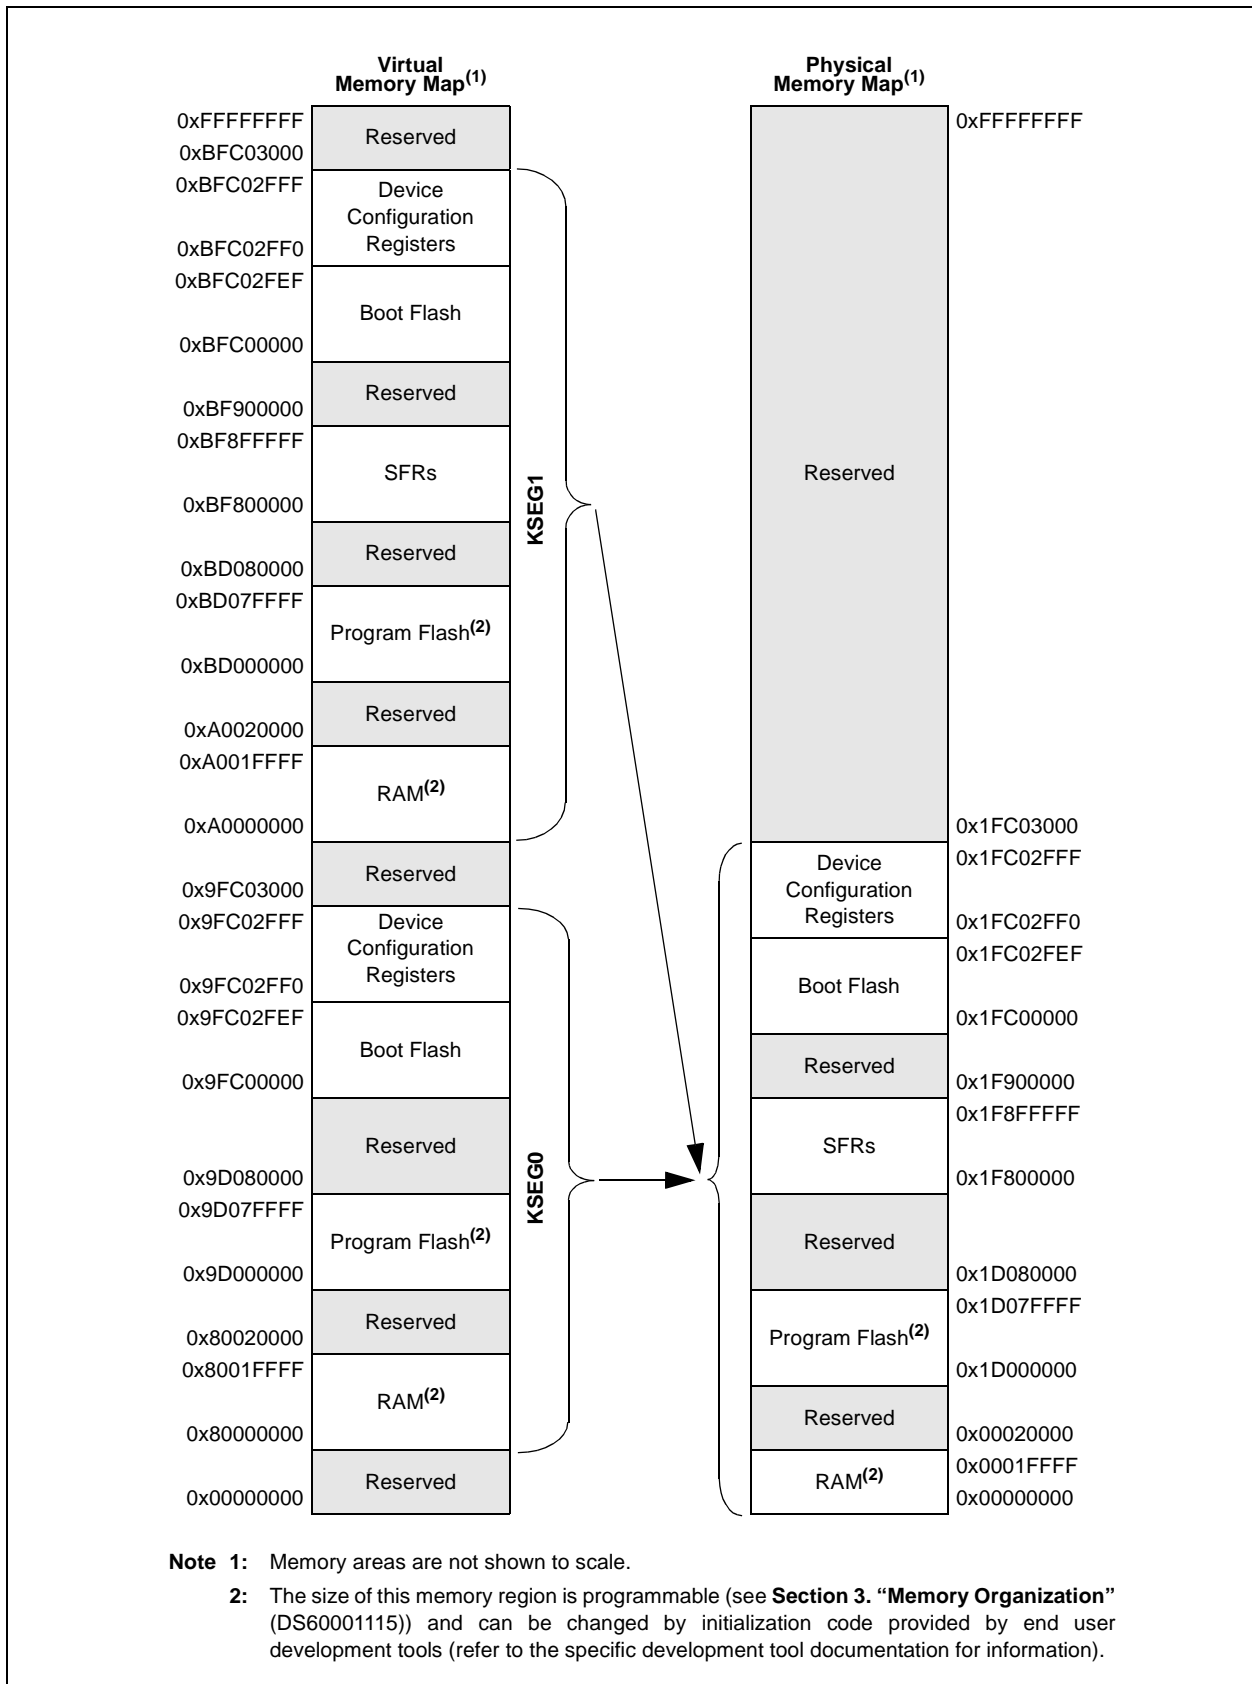 Virtual
Memory Map(1)
Physical
Memory Map(1)
0xFFFFFFFF
Reserved
0xBFC03000
0xBFC02FFF
Device
Configuration
Registers
0xBFC02FF0
0xBFC02FEF
Boot Flash
0xBFC00000
Reserved
0xBF900000
0xBF8FFFFF
SFRs
0xBF800000
Reserved
0xBD080000
0xBD07FFFF
Program Flash(2)
0xBD000000
Reserved
0xA0020000
0xA001FFFF
RAM(2)
0xA0000000
Reserved
0x9FC03000
0x9FC02FFF
Device
Configuration
Registers
0x9FC02FF0
0x9FC02FEF
Boot Flash
0x9FC00000
Reserved
0x9D080000
0x9D07FFFF
Program Flash(2)
0x9D000000
Reserved
0x80020000
0x8001FFFF
RAM(2)
0x80000000
Reserved
0x00000000
KSEG1
KSEG0
0xFFFFFFFF
Reserved
0x1FC03000
0x1FC02FFF
Device
Configuration
Registers
0x1FC02FF0
0x1FC02FEF
Boot Flash
0x1FC00000
Reserved
0x1F900000
0x1F8FFFFF
SFRs
0x1F800000
Reserved
0x1D080000
0x1D07FFFF
Program Flash(2)
0x1D000000
Reserved
0x00020000
0x0001FFFF
RAM(2)
0x00000000
Note 1: Memory areas are not shown to scale.
2: The size of this memory region is programmable (see Section 3. “Memory Organization”
(DS60001115)) and can be changed by initialization code provided by end user
development tools (refer to the specific development tool documentation for information).